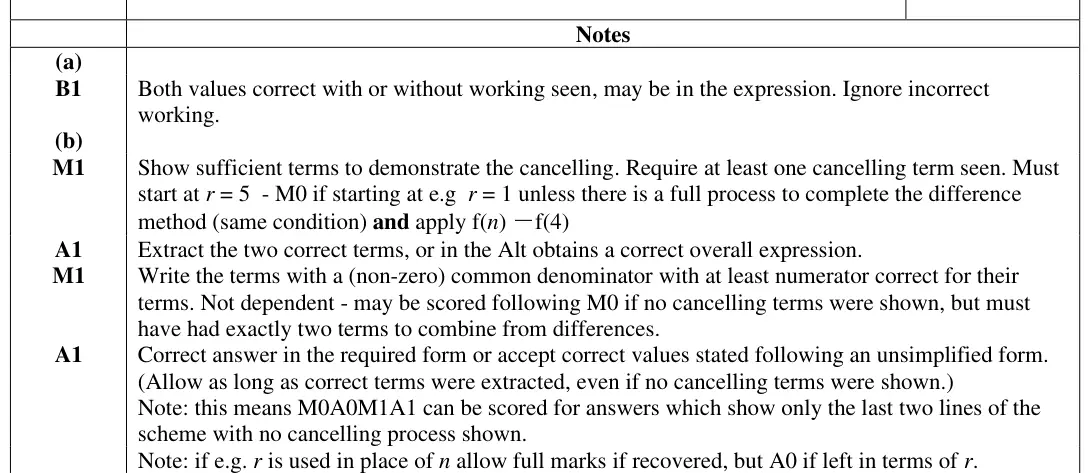 Notes
(a)
B1 Both values correct with or without working seen, may be in the expression. Ignore incorrect
working.
(b)
M1 Show sufficient terms to demonstrate the cancelling. Require at least one cancelling term seen. Must
start at r = 5 - M0 if starting at e.g r = 1 unless there is a full process to complete the difference
method (same condition) and apply f(n) −f(4)
A1 Extract the two correct terms, or in the Alt obtains a correct overall expression.
M1 Write the terms with a (non-zero) common denominator with at least numerator correct for their
terms. Not dependent - may be scored following M0 if no cancelling terms were shown, but must
have had exactly two terms to combine from differences.
A1 Correct answer in the required form or accept correct values stated following an unsimplified form.
(Allow as long as correct terms were extracted, even if no cancelling terms were shown.)
Note: this means M0A0M1A1 can be scored for answers which show only the last two lines of the
scheme with no cancelling process shown.
Note: if e.g. r is used in place of n allow full marks if recovered, but A0 if left in terms of r.